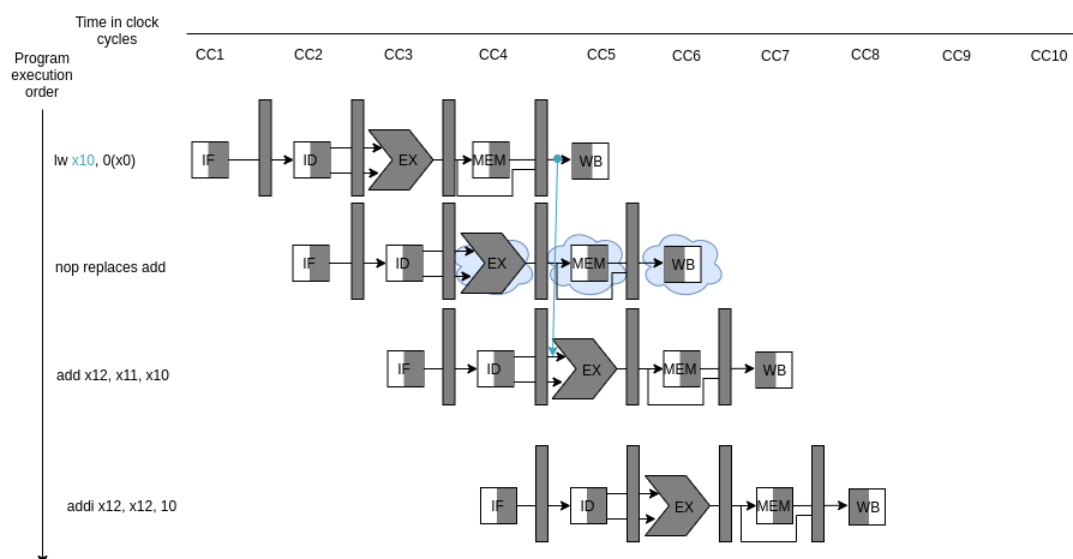 Time in clock
cycles
CC1 CC2 CC3 CC4 CC5 CC6 CC7 CC8 CC9 CC10
Program
execution
order
lw x10, 0(x0)
IF ID EX MEM WB
nop replaces add
IF ID EX MEM WB
add x12, x11, x10
IF ID EX MEM WB
addi x12, x12, 10
IF ID EX MEM WB